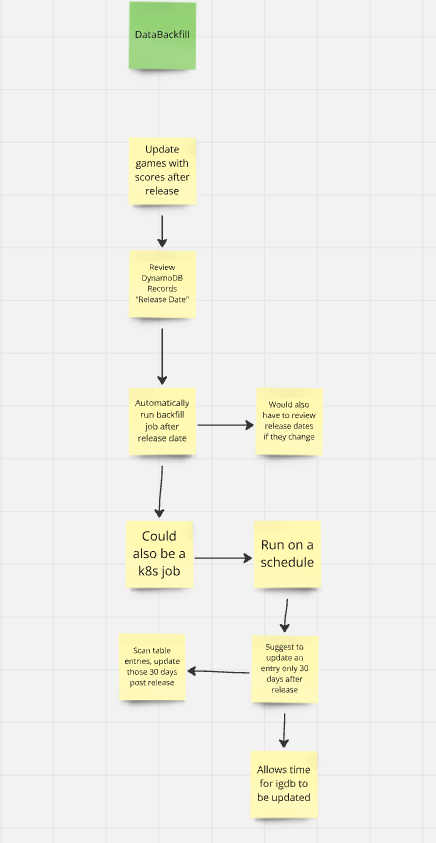 DataBackfill
Update
games with
scores after
release
Review
DynamoDB
Records
"Release Date"
Automatically
run backfill
job after
release date
Would also
have to review
release dates
if they change
Could
also be a
k8s job
Run on a
schedule
Suggest to
update an
entry only 30
days after
release
Scan table
entries, update
those 30 days
post release
Allows time
for igdb to
be updated